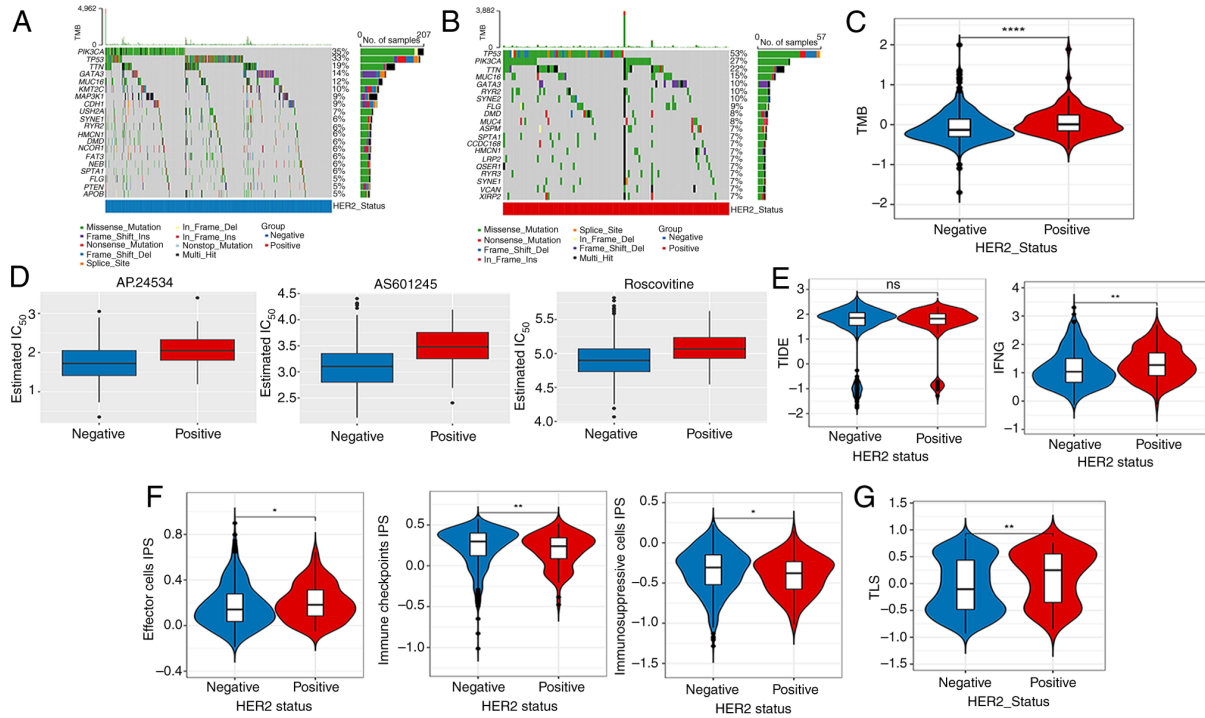 A
4,962
TMB
0
No. of samples
0
207
PIK3CA 35%
TP53 33%
TTN 19%
GATA3 14%
MUC16 12%
KMT2C 10%
MAP3K1 9%
CDH1 9%
USH2A 7%
SYNE1 6%
RYR2 6%
HMCN1 6%
DMD 6%
NCOR1 6%
FAT3 6%
NEB 6%
SPTA1 6%
FLG 5%
PTEN 5%
APOB 5%
HER2_Status
Missense_Mutation
Frame_Shift_Ins
Nonsense_Mutation
Frame_Shift_Del
Splice_Site
In_Frame_Del
In_Frame_Ins
Nonstop_Mutation
Multi_Hit
Group
Negative
Positive
B
3,882
TMB
0
No. of samples
0
57
TP53 53%
PIK3CA 27%
TTN 22%
MUC16 15%
GATA3 10%
RYR2 10%
SYNE2 10%
FLG 9%
DMD 8%
MUC4 8%
ASPM 7%
SPTA1 7%
CCDC168 7%
HMCN1 7%
LRP2 7%
QSER1 7%
RYR3 7%
SYNE1 7%
VCAN 7%
XIRP2 7%
HER2_Status
Missense_Mutation
Nonsense_Mutation
Frame_Shift_Del
In_Frame_Ins
Splice_Site
In_Frame_Del
Frame_Shift_Del
Multi_Hit
Group
Negative
Positive
C
****
TMB
2
1
0
−1
−2
Negative
Positive
HER2_Status
D
AP.24534
Estimated IC50
3
2
1
Negative
Positive
AS601245
Estimated IC50
4.5
4.0
3.5
3.0
2.5
Negative
Positive
Roscovitine
Estimated IC50
5.5
5.0
4.5
4.0
Negative
Positive
E
ns
TIDE
3
2
1
0
−1
−2
Negative
Positive
HER2 status
**
IFNG
4
3
2
1
0
−1
Negative
Positive
HER2 status
F
*
Effector cells IPS
0.8
0.4
0.0
−0.4
Negative
Positive
HER2 status
**
Immune checkpoints IPS
0.5
0.0
−0.5
−1.0
Negative
Positive
HER2 status
*
Immunosuppressive cells IPS
0.5
0.0
−0.5
−1.0
−1.5
Negative
Positive
HER2 status
G
**
TLS
1.5
1.0
0.5
0.0
−0.5
−1.0
−1.5
Negative
Positive
HER2_Status